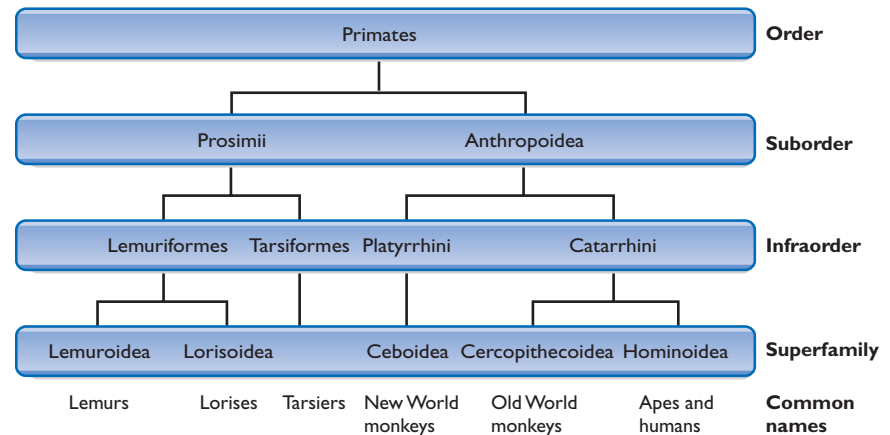 Primates Order
Prosimii Anthropoidea Suborder
Lemuriformes Tarsiformes Platyrrhini Catarrhini Infraorder
Lemuroidea Lorisoidea Ceboidea Cercopithecoidea Hominoidea Superfamily
Lemurs Lorises Tarsiers New World Old World Apes and Common
monkeys monkeys humans names